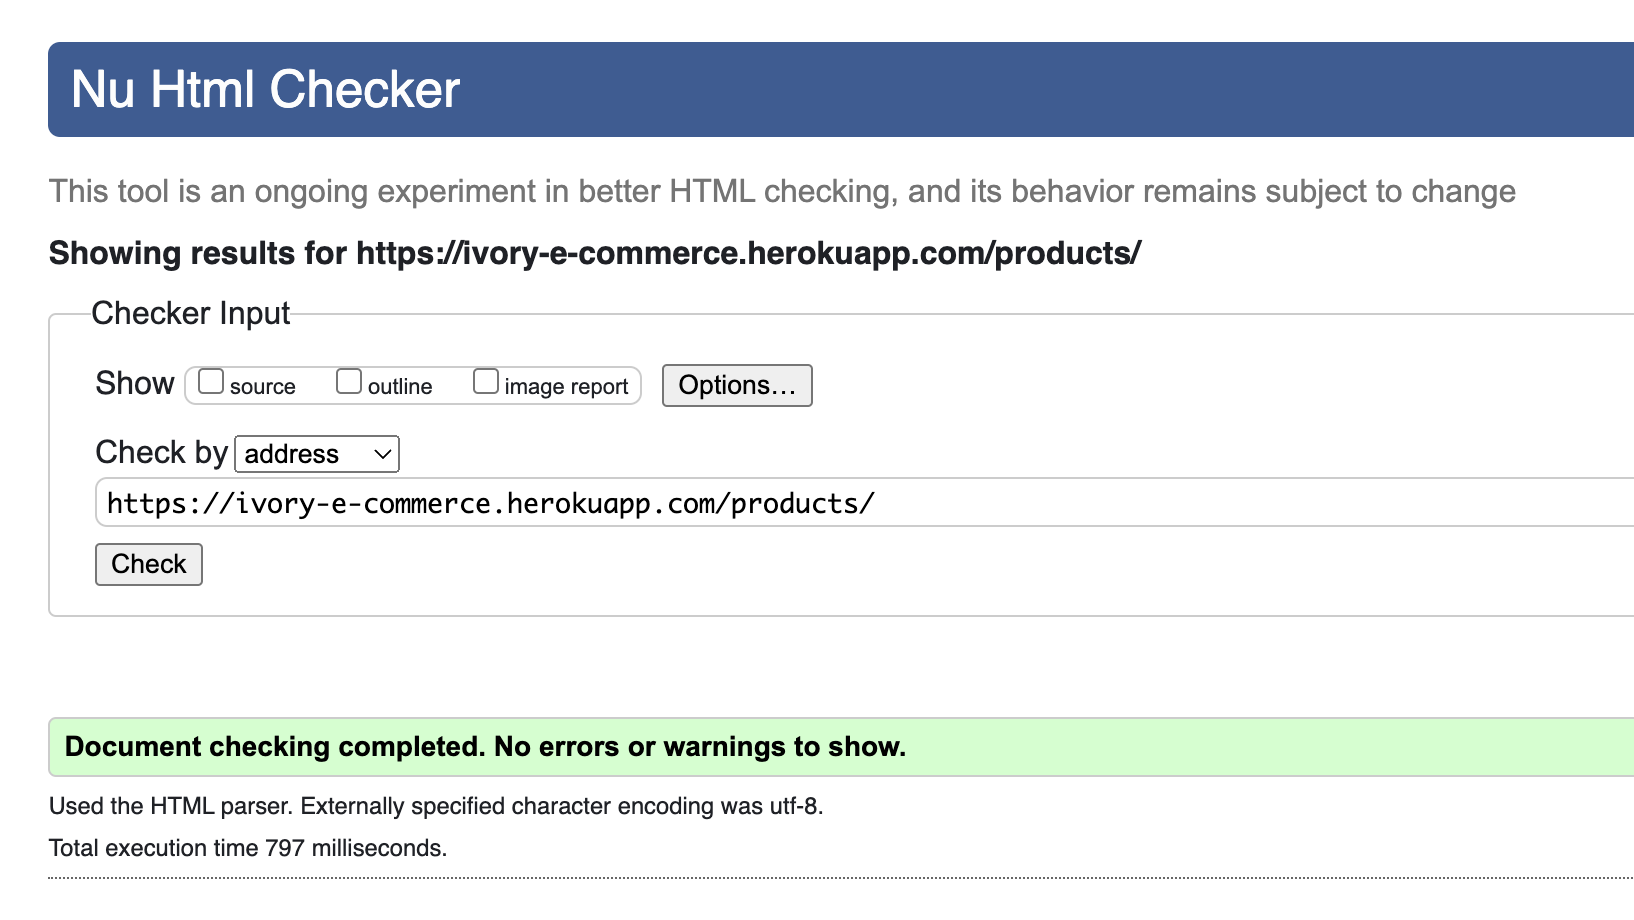 Nu Html Checker
This tool is an ongoing experiment in better HTML checking, and its behavior remains subject to change
Showing results for https://ivory-e-commerce.herokuapp.com/products/
Checker Input
Show source outline image report Options...
Check by address
https://ivory-e-commerce.herokuapp.com/products/
Check
Document checking completed. No errors or warnings to show.
Used the HTML parser. Externally specified character encoding was utf-8.
Total execution time 797 milliseconds.